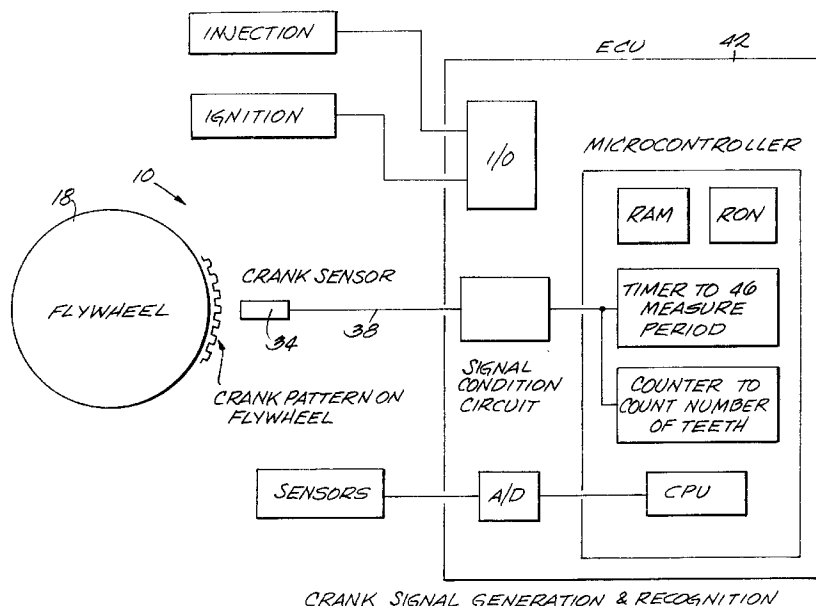 INJECTION
IGNITION
ECU
42
I/O
MICROCONTROLLER
RAM
RON
10
18
FLYWHEEL
CRANK SENSOR
34
38
CRANK PATTERN ON
FLYWHEEL
SIGNAL
CONDITION
CIRCUIT
TIMER TO 46
MEASURE
PERIOD
COUNTER TO
COUNT NUMBER
OF TEETH
SENSORS
A/D
CPU
CRANK SIGNAL GENERATION & RECOGNITION